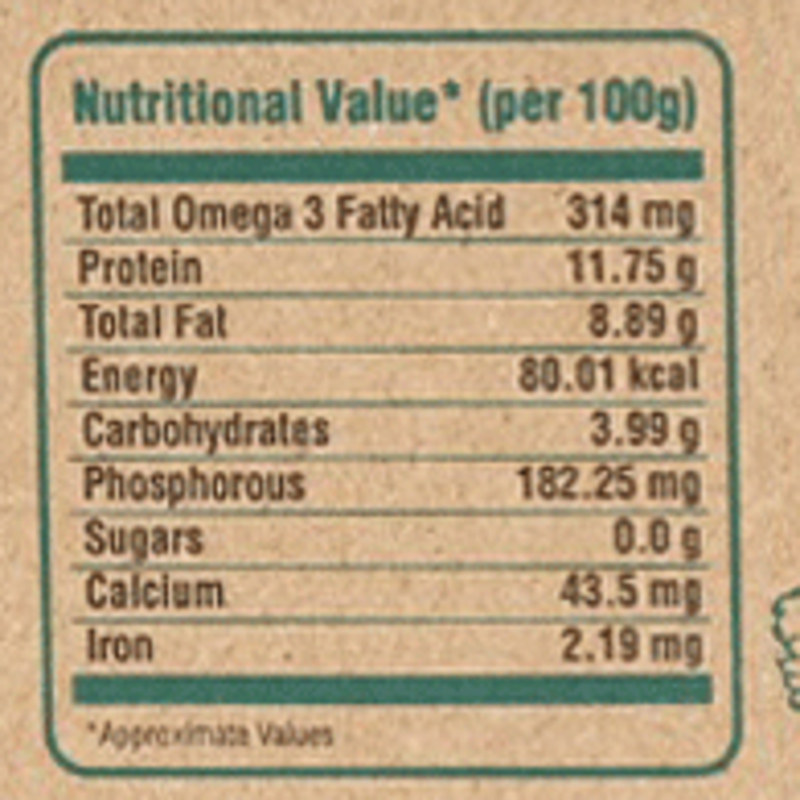 Nutritional Value* (per 100g)
Total Omega 3 Fatty Acid 314 mg
Protein 11.75 g
Total Fat 8.89 g
Energy 80.01 kcal
Carbohydrates 3.99 g
Phosphorous 182.25 mg
Sugars 0.0 g
Calcium 43.5 mg
Iron 2.19 mg
*Approximate Values